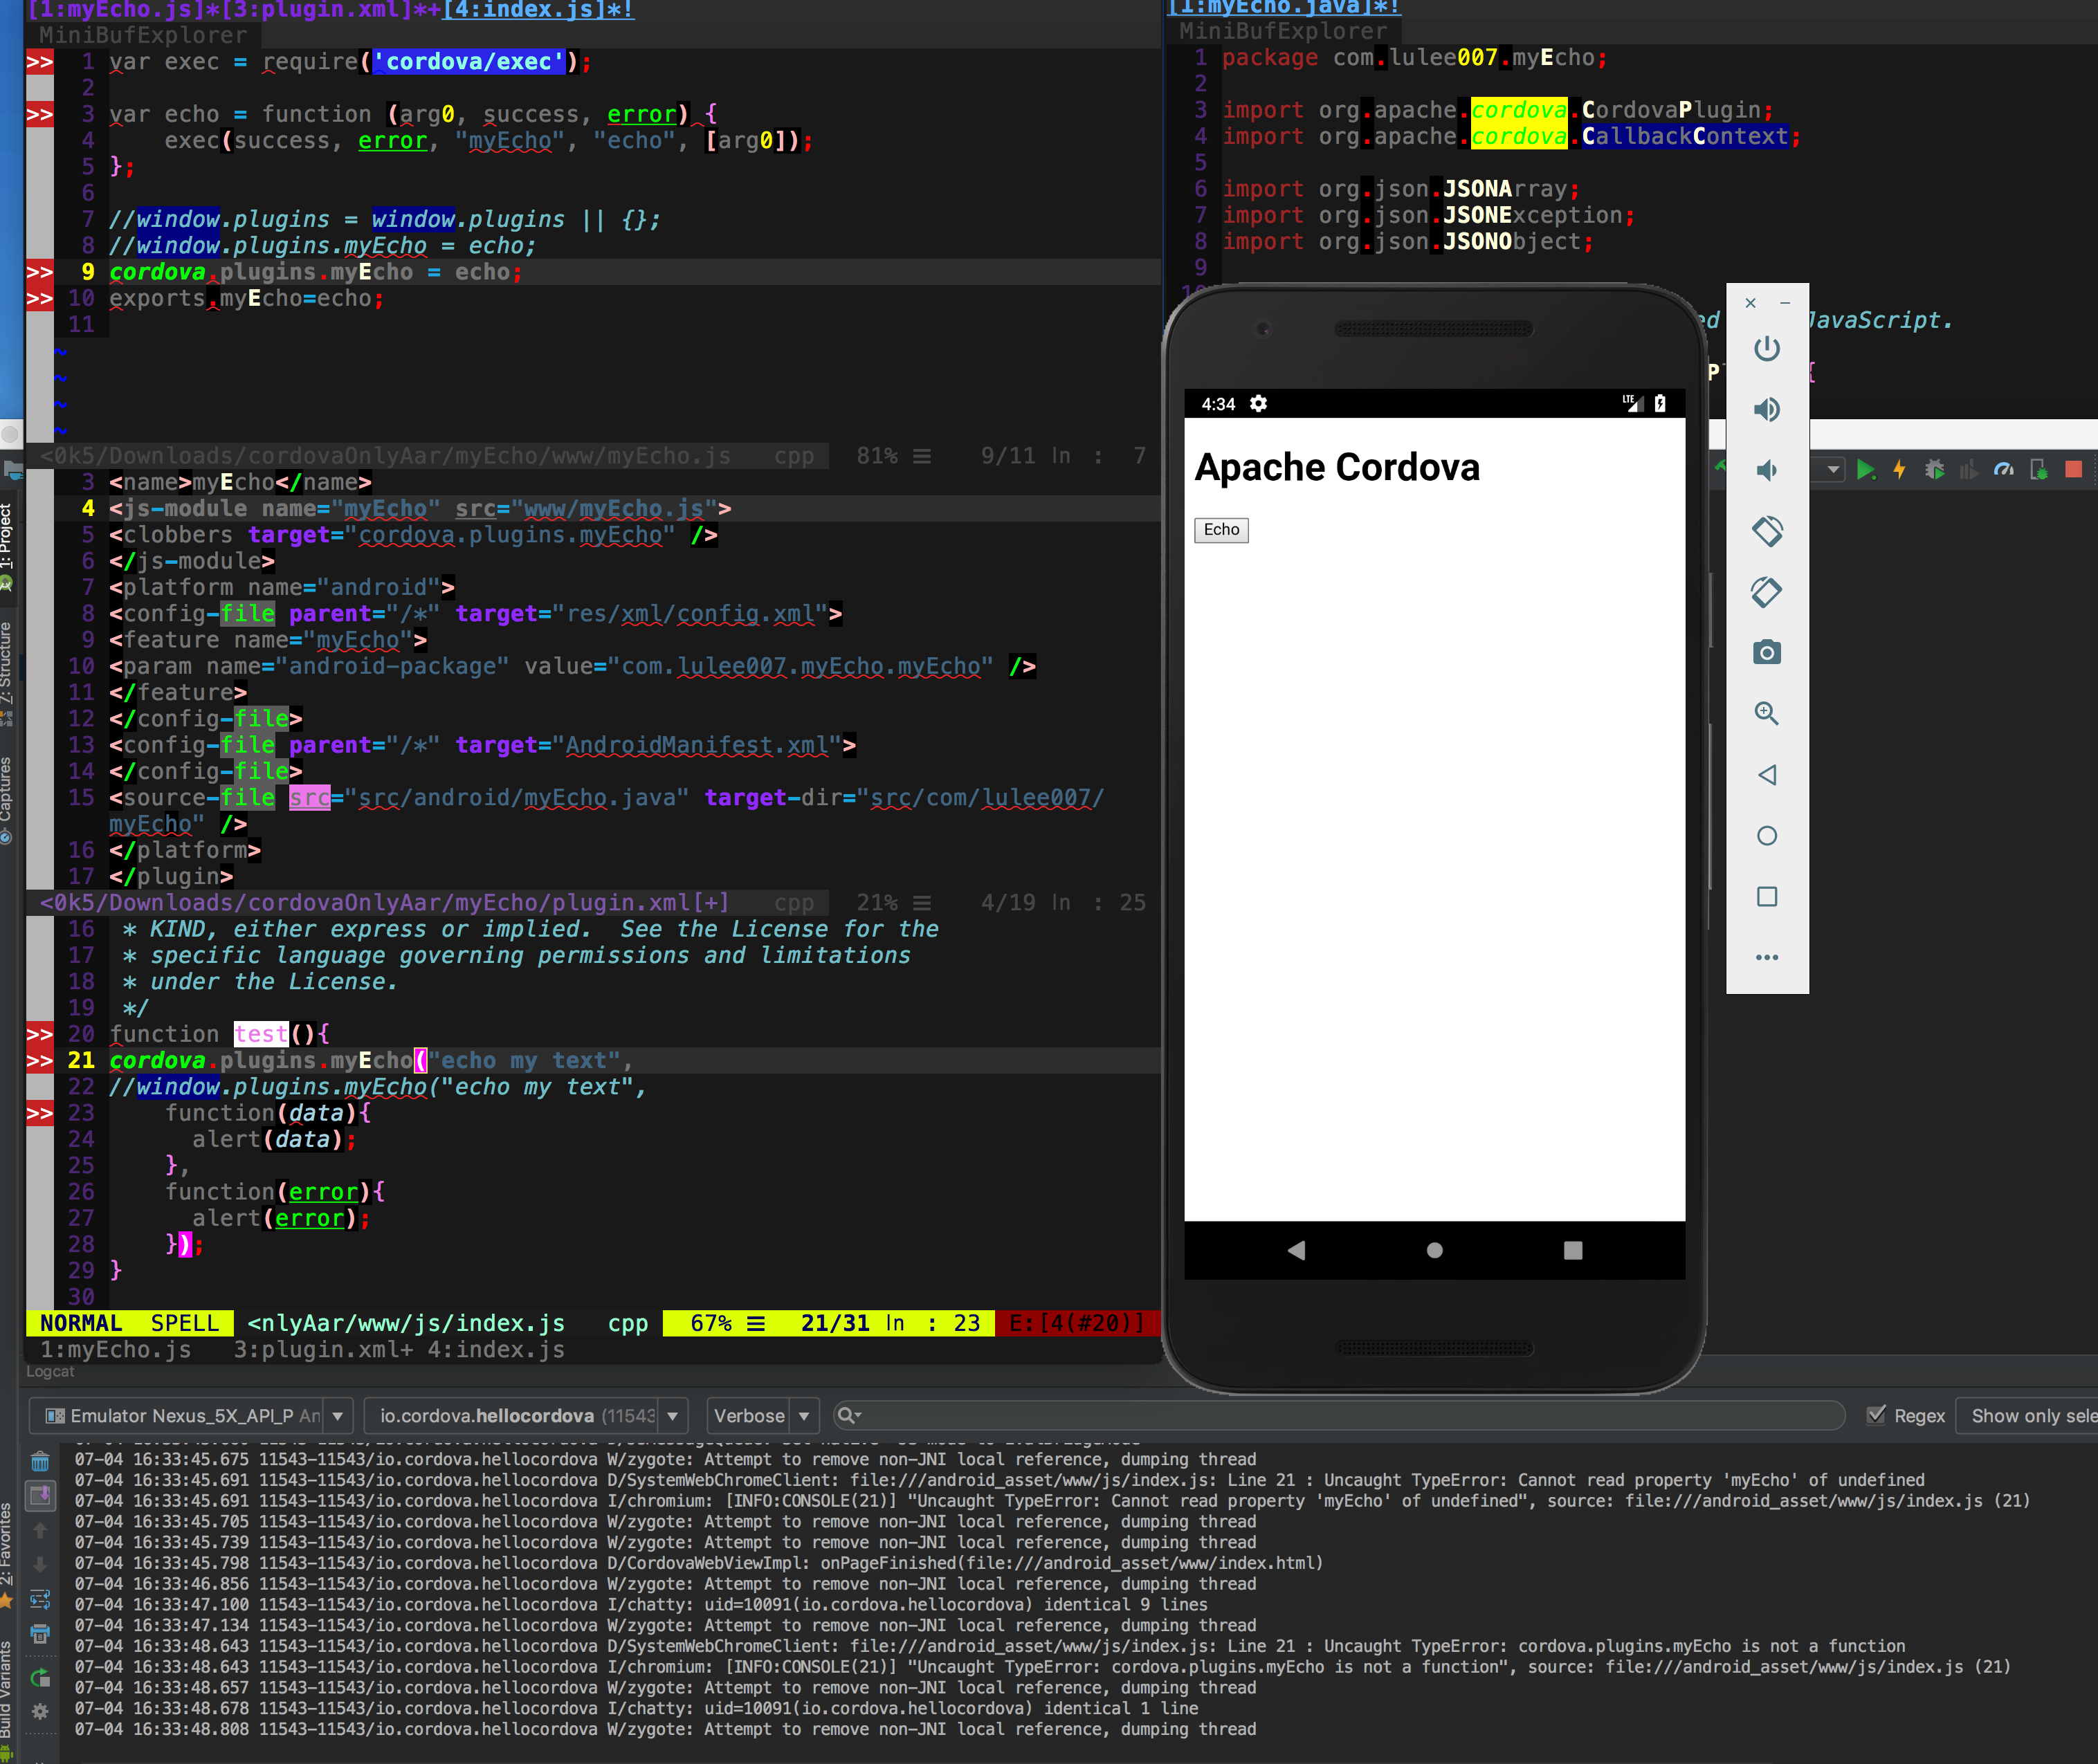 [1:myEcho.js]*[3:plugin.xml]*+[4:index.js]*!
MiniBufExplorer
>> 1 var exec = require('cordova/exec');
2
>> 3 var echo = function (arg0, success, error) {
4 exec(success, error, "myEcho", "echo", [arg0]);
5 };
6
7 //window.plugins = window.plugins || {};
8 //window.plugins.myEcho = echo;
>> 9 cordova.plugins.myEcho = echo;
>> 10 exports.myEcho=echo;
11
~
~
~
~
<0k5/Downloads/cordovaOnlyAar/myEcho/www/myEcho.js cpp 81% ☰ 9/11 ln : 7
3 <name>myEcho</name>
4 <js-module name="myEcho" src="www/myEcho.js">
5 <clobbers target="cordova.plugins.myEcho" />
6 </js-module>
7 <platform name="android">
8 <config-file parent="/*" target="res/xml/config.xml">
9 <feature name="myEcho">
10 <param name="android-package" value="com.lulee007.myEcho.myEcho" />
11 </feature>
12 </config-file>
13 <config-file parent="/*" target="AndroidManifest.xml">
14 </config-file>
15 <source-file src="src/android/myEcho.java" target-dir="src/com/lulee007/
myEcho" />
16 </platform>
17 </plugin>
<0k5/Downloads/cordovaOnlyAar/myEcho/plugin.xml[+] cpp 21% ☰ 4/19 ln : 25
16 * KIND, either express or implied. See the License for the
17 * specific language governing permissions and limitations
18 * under the License.
19 */
>> 20 function test(){
>> 21 cordova.plugins.myEcho("echo my text",
22 //window.plugins.myEcho("echo my text",
>> 23 function(data){
24 alert(data);
25 },
26 function(error){
27 alert(error);
28 });
29 }
30
NORMAL SPELL <nlyAar/www/js/index.js cpp 67% ☰ 21/31 ln : 23 E:[4(#20)]
1:myEcho.js 3:plugin.xml+ 4:index.js
[1:myEcho.java]*!
MiniBufExplorer
1 package com.lulee007.myEcho;
2
3 import org.apache.cordova.CordovaPlugin;
4 import org.apache.cordova.CallbackContext;
5
6 import org.json.JSONArray;
7 import org.json.JSONException;
8 import org.json.JSONObject;
9
10
JavaScript.
{
4:34
LTE
Apache Cordova
Echo
1: Project
Z: Structure
Captures
2: Favorites
Build Variants
Logcat
Emulator Nexus_5X_API_P An
io.cordova.hellocordova (11543
Verbose
Regex
Show only sele
07-04 16:33:45.675 11543-11543/io.cordova.hellocordova W/zygote: Attempt to remove non-JNI local reference, dumping thread
07-04 16:33:45.691 11543-11543/io.cordova.hellocordova D/SystemWebChromeClient: file:///android_asset/www/js/index.js: Line 21 : Uncaught TypeError: Cannot read property 'myEcho' of undefined
07-04 16:33:45.691 11543-11543/io.cordova.hellocordova I/chromium: [INFO:CONSOLE(21)] "Uncaught TypeError: Cannot read property 'myEcho' of undefined", source: file:///android_asset/www/js/index.js (21)
07-04 16:33:45.705 11543-11543/io.cordova.hellocordova W/zygote: Attempt to remove non-JNI local reference, dumping thread
07-04 16:33:45.739 11543-11543/io.cordova.hellocordova W/zygote: Attempt to remove non-JNI local reference, dumping thread
07-04 16:33:45.798 11543-11543/io.cordova.hellocordova D/CordovaWebViewImpl: onPageFinished(file:///android_asset/www/index.html)
07-04 16:33:46.856 11543-11543/io.cordova.hellocordova W/zygote: Attempt to remove non-JNI local reference, dumping thread
07-04 16:33:47.100 11543-11543/io.cordova.hellocordova I/chatty: uid=10091(io.cordova.hellocordova) identical 9 lines
07-04 16:33:47.134 11543-11543/io.cordova.hellocordova W/zygote: Attempt to remove non-JNI local reference, dumping thread
07-04 16:33:48.643 11543-11543/io.cordova.hellocordova D/SystemWebChromeClient: file:///android_asset/www/js/index.js: Line 21 : Uncaught TypeError: cordova.plugins.myEcho is not a function
07-04 16:33:48.643 11543-11543/io.cordova.hellocordova I/chromium: [INFO:CONSOLE(21)] "Uncaught TypeError: cordova.plugins.myEcho is not a function", source: file:///android_asset/www/js/index.js (21)
07-04 16:33:48.657 11543-11543/io.cordova.hellocordova W/zygote: Attempt to remove non-JNI local reference, dumping thread
07-04 16:33:48.678 11543-11543/io.cordova.hellocordova I/chatty: uid=10091(io.cordova.hellocordova) identical 1 line
07-04 16:33:48.808 11543-11543/io.cordova.hellocordova W/zygote: Attempt to remove non-JNI local reference, dumping thread